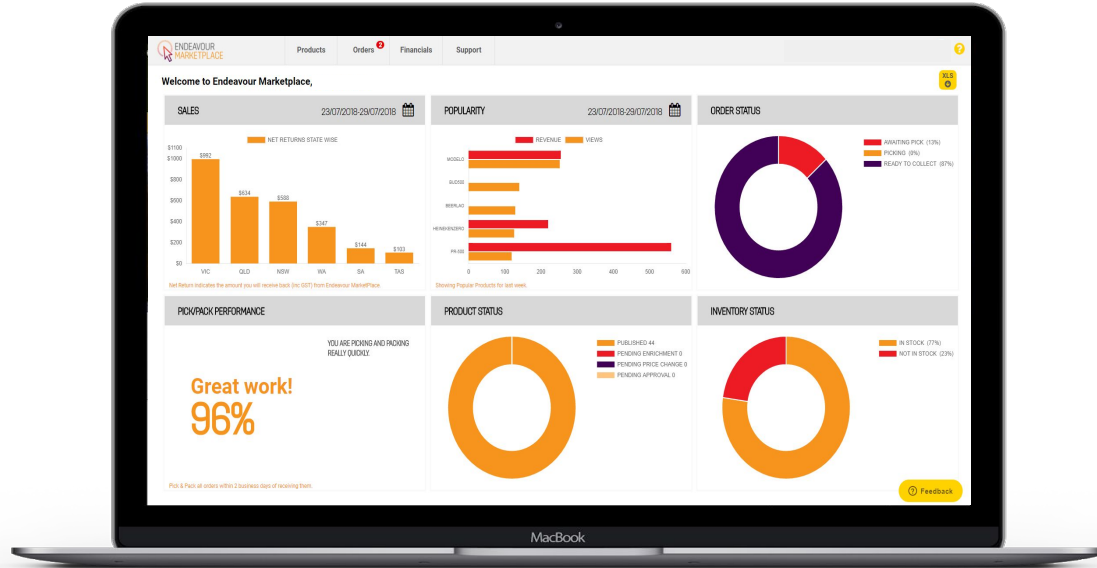 ENDEAVOUR
MARKETPLACE
Products
Orders
2
Financials
Support
?
Welcome to Endeavour Marketplace,
XLS
SALES
23/07/2018-29/07/2018
NET RETURNS STATE WISE
$1100
$1000
$800
$600
$400
$200
$0
$992
$634
$588
$347
$144
$103
VIC
QLD
NSW
WA
SA
TAS
Net Return indicates the amount you will receive back (inc GST) from Endeavour MarketPlace.
POPULARITY
23/07/2018-29/07/2018
REVENUE
VIEWS
MODELO
BEERLAO
HEINEKENZERO
0
100
200
300
400
500
600
Showing Popular Products for last week.
ORDER STATUS
AWAITING PICK (13%)
PICKING (0%)
READY TO COLLECT (87%)
PICK/PACK PERFORMANCE
YOU ARE PICKING AND PACKING
REALLY QUICKLY.
Great work!
96%
Pick & Pack all orders within 2 business days of receiving them.
PRODUCT STATUS
PUBLISHED 44
PENDING ENRICHMENT 0
PENDING PRICE CHANGE 0
PENDING APPROVAL 0
INVENTORY STATUS
IN STOCK (77%)
NOT IN STOCK (23%)
? Feedback
MacBook